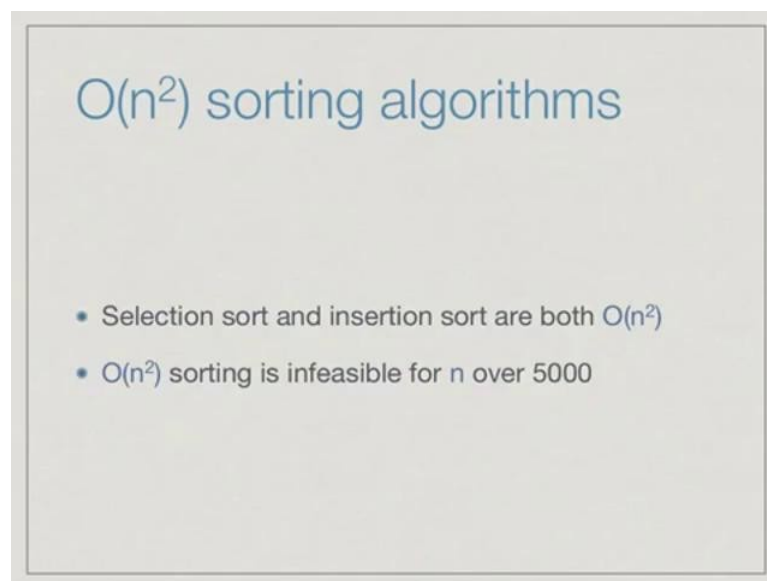 O(n²) sorting algorithms
• Selection sort and insertion sort are both O(n²)
• O(n²) sorting is infeasible for n over 5000